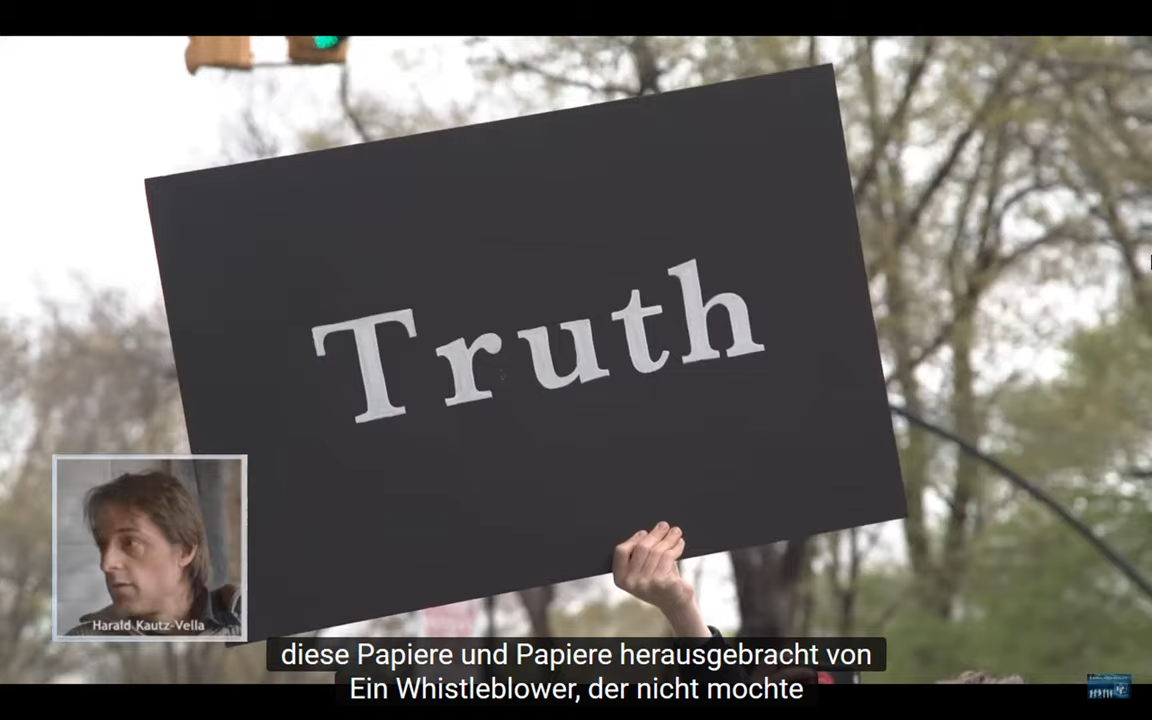 Truth
Harald Kautz-Vella
diese Papiere und Papiere herausgebracht von
Ein Whistleblower, der nicht mochte